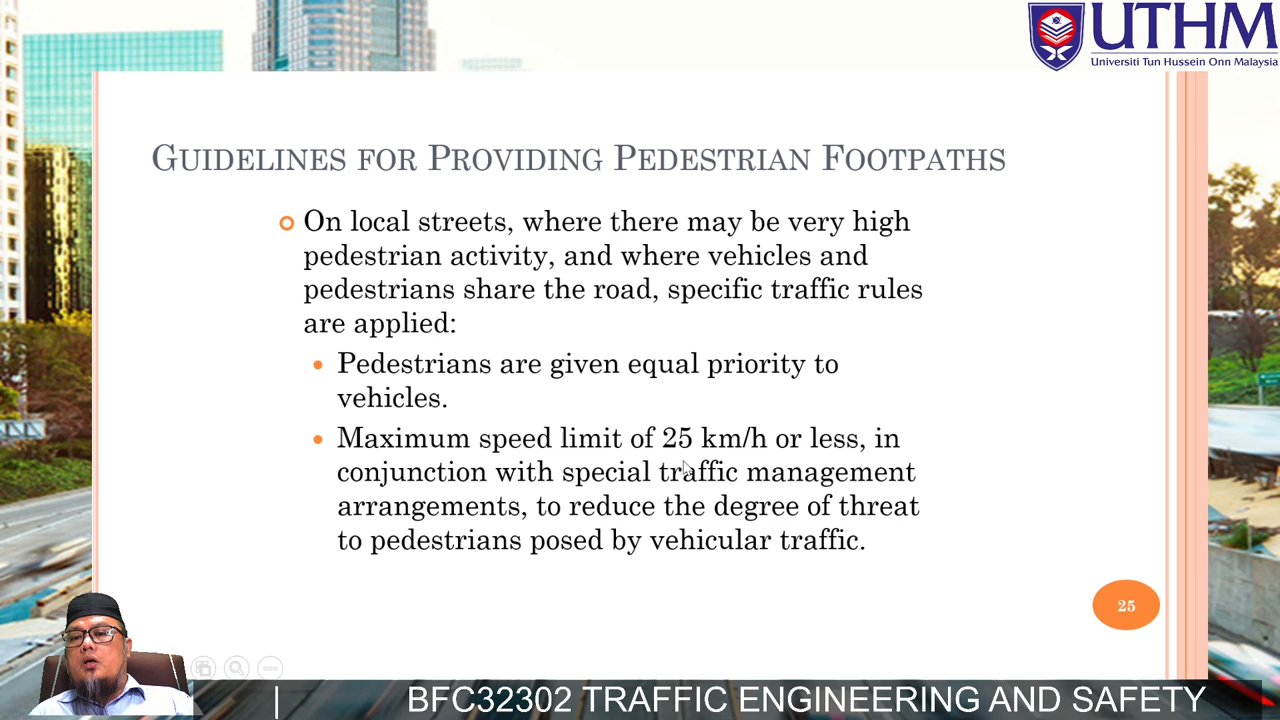 UTHM
Universiti Tun Hussein Onn Malaysia
GUIDELINES FOR PROVIDING PEDESTRIAN FOOTPATHS
On local streets, where there may be very high
pedestrian activity, and where vehicles and
pedestrians share the road, specific traffic rules
are applied:
Pedestrians are given equal priority to
vehicles.
Maximum speed limit of 25 km/h or less, in
conjunction with special traffic management
arrangements, to reduce the degree of threat
to pedestrians posed by vehicular traffic.
25
| BFC32302 TRAFFIC ENGINEERING AND SAFETY